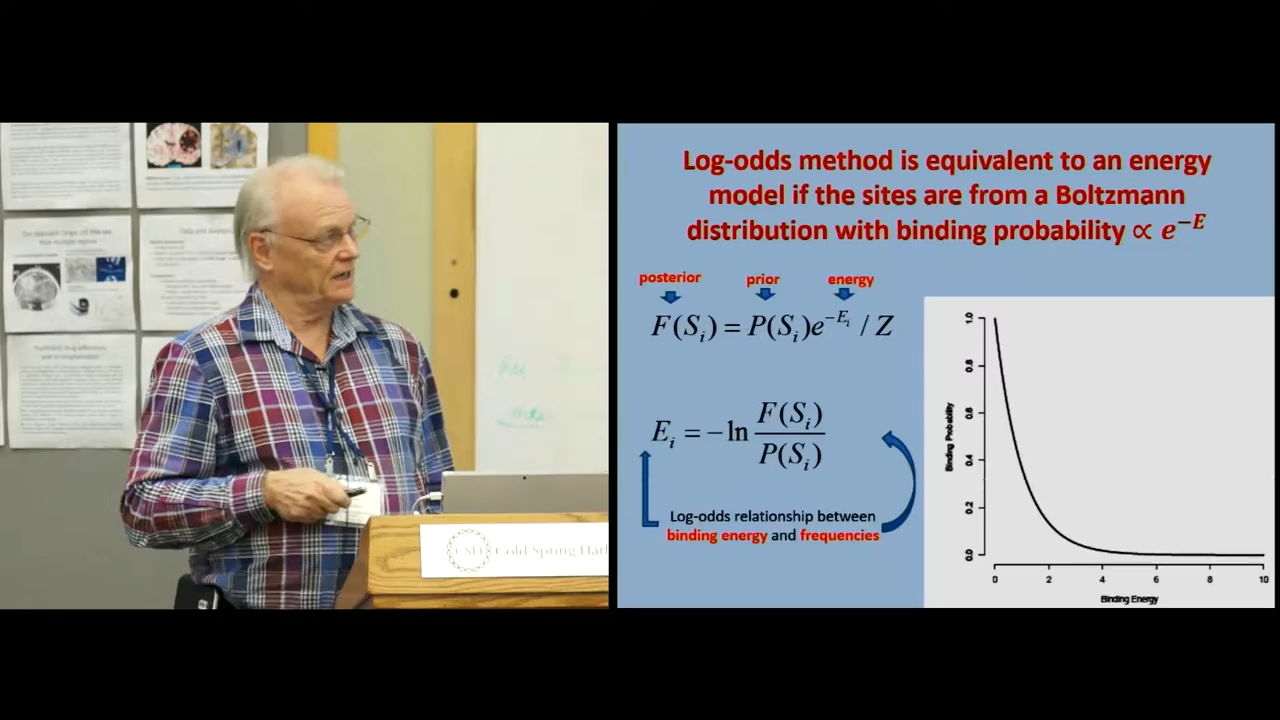 Log-odds method is equivalent to an energy
model if the sites are from a Boltzmann
distribution with binding probability ∝ e^{-E}
posterior prior energy
F(S_i) = P(S_i)e^{-E_i} / Z
E_i = -ln F(S_i) / P(S_i)
Log-odds relationship between
binding energy and frequencies
Binding Probability
0.0 0.2 0.4 0.6 0.8 1.0
0 2 4 6 8 10
Binding Energy
CSHL Cold Spring Harb